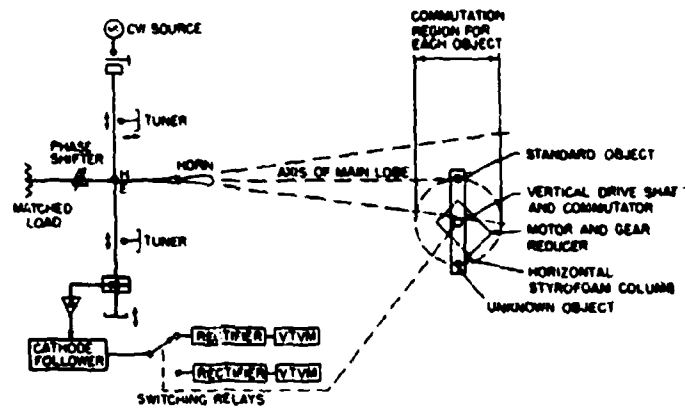 COMMUTATION
REGION FOR
EACH OBJECT
CW SOURCE
TUNER
PHASE
SHIFTER
HORN
AXIS OF MAIN LOBE
STANDARD OBJECT
MATCHED
LOAD
VERTICAL DRIVE SHAFT
AND COMMUTATOR
TUNER
MOTOR AND GEAR
REDUCER
HORIZONTAL
STYROFOAM COLUMN
UNKNOWN OBJECT
CATHODE
FOLLOWER
RECTIFIER VTVM
RECTIFIER VTVM
SWITCHING RELAYS